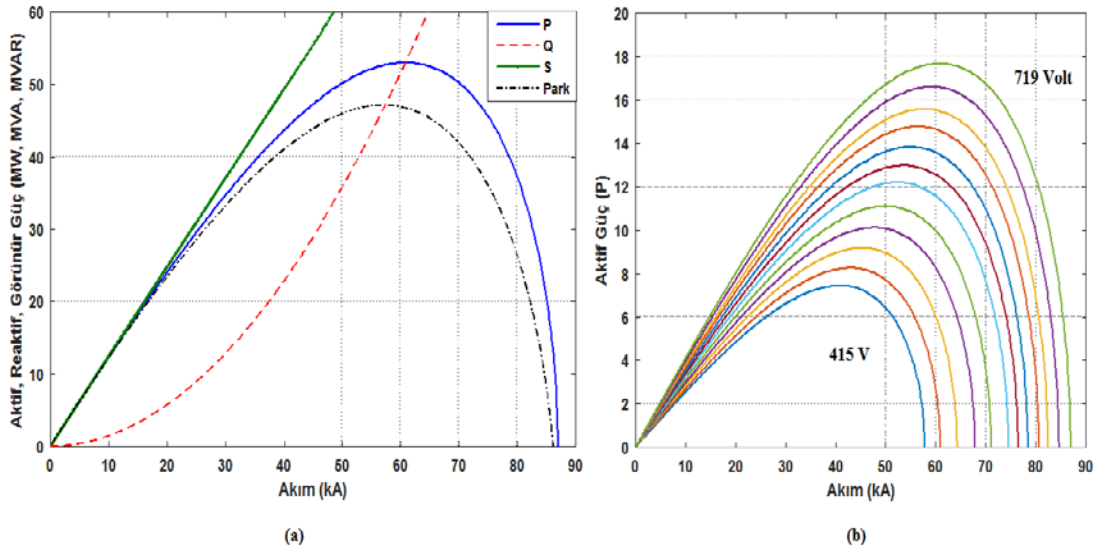 Aktif, Reaktif, Görünür Güç (MW, MVA, MVAR)
60
50
40
30
20
10
0
0 10 20 30 40 50 60 70 80 90
Akım (kA)
P
Q
S
Park
(a)
Aktif Güç (P)
20
18
16
14
12
10
8
6
4
2
0
0 10 20 30 40 50 60 70 80 90
Akım (kA)
719 Volt
415 V
(b)